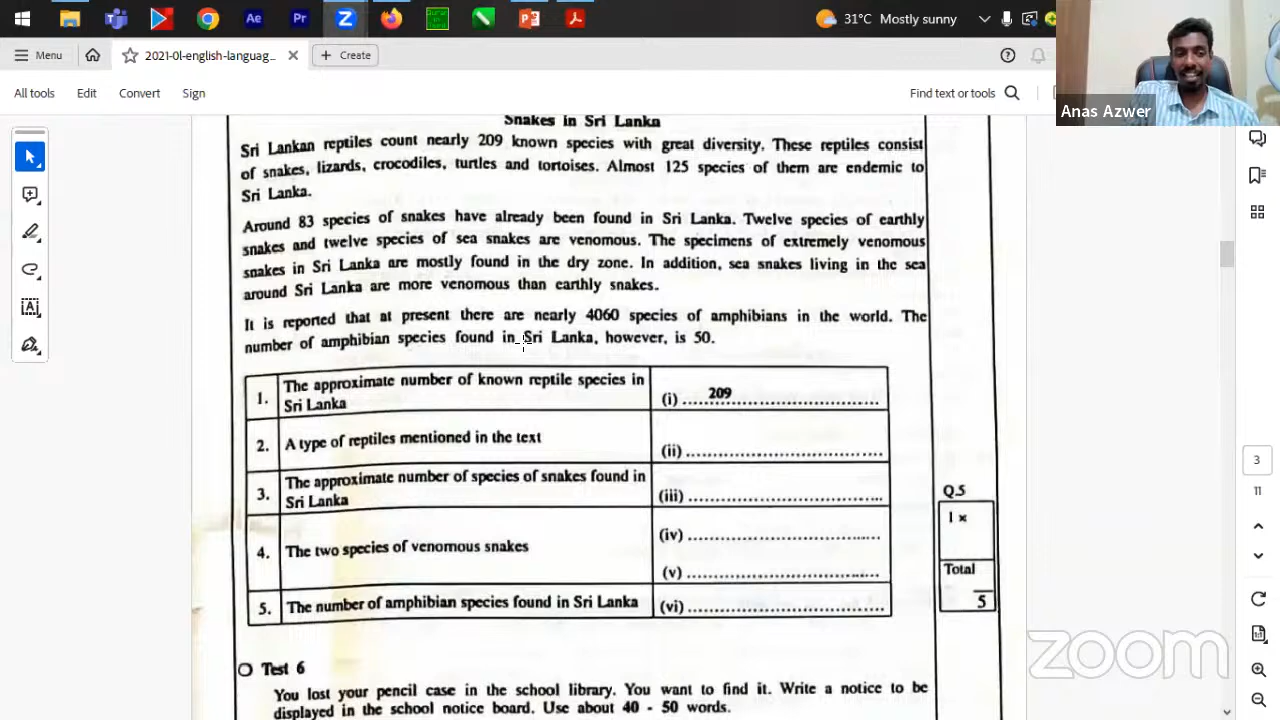 Ae
Pr
31°C Mostly sunny
Menu
2021-0l-english-languag...
Create
All tools
Edit
Convert
Sign
Find text or tools
Anas Azwer
Snakes in Sri Lanka
Sri Lankan reptiles count nearly 209 known species with great diversity. These reptiles consist
of snakes, lizards, crocodiles, turtles and tortoises. Almost 125 species of them are endemic to
Sri Lanka.
Around 83 species of snakes have already been found in Sri Lanka. Twelve species of earthly
snakes and twelve species of sea snakes are venomous. The specimens of extremely venomous
snakes in Sri Lanka are mostly found in the dry zone. In addition, sea snakes living in the sea
around Sri Lanka are more venomous than earthly snakes.
It is reported that at present there are nearly 4060 species of amphibians in the world. The
number of amphibian species found in Sri Lanka, however, is 50.
1. The approximate number of known reptile species in
Sri Lanka
(i) ..... 209 ..............................
2. A type of reptiles mentioned in the text
(ii) ........................................
3. The approximate number of species of snakes found in
Sri Lanka
(iii) ........................................
4. The two species of venomous snakes
(iv) ........................................
(v) ........................................
5. The number of amphibian species found in Sri Lanka
(vi) ........................................
Q.5
1 ×
Total
5
Test 6
You lost your pencil case in the school library. You want to find it. Write a notice to be
displayed in the school notice board. Use about 40 - 50 words.
3
11
zoom